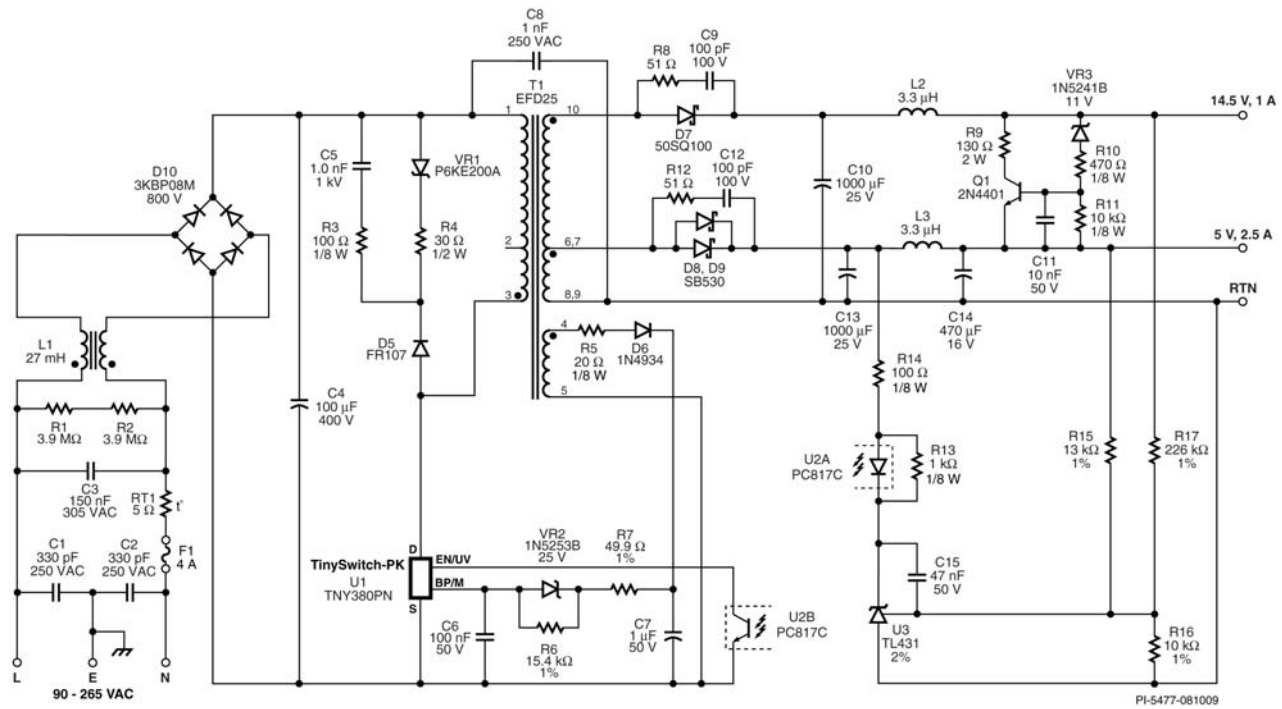 C8
1 nF
250 VAC
T1
EFD25
1
2
3
10
6,7
8,9
4
5
R8
51 Ω
C9
100 pF
100 V
D7
50SQ100
R12
51 Ω
C12
100 pF
100 V
D8, D9
SB530
L2
3.3 μH
VR3
1N5241B
11 V
14.5 V, 1 A
R9
130 Ω
2 W
R10
470 Ω
1/8 W
Q1
2N4401
R11
10 kΩ
1/8 W
C10
1000 μF
25 V
L3
3.3 μH
5 V, 2.5 A
C11
10 nF
50 V
RTN
C13
1000 μF
25 V
C14
470 μF
16 V
D10
3KBP08M
800 V
C5
1.0 nF
1 kV
VR1
P6KE200A
R3
100 Ω
1/8 W
R4
30 Ω
1/2 W
D5
FR107
R5
20 Ω
1/8 W
D6
1N4934
L1
27 mH
C4
100 μF
400 V
R1
3.9 MΩ
R2
3.9 MΩ
C3
150 nF
305 VAC
RT1
5 Ω
t°
F1
4 A
C1
330 pF
250 VAC
C2
330 pF
250 VAC
L
E
N
90 - 265 VAC
TinySwitch-PK
U1
TNY380PN
D
S
EN/UV
BP/M
VR2
1N5253B
25 V
R7
49.9 Ω
1%
C6
100 nF
50 V
R6
15.4 kΩ
1%
C7
1 μF
50 V
U2B
PC817C
R14
100 Ω
1/8 W
U2A
PC817C
R13
1 kΩ
1/8 W
R15
13 kΩ
1%
R17
226 kΩ
1%
C15
47 nF
50 V
U3
TL431
2%
R16
10 kΩ
1%
PI-5477-081009